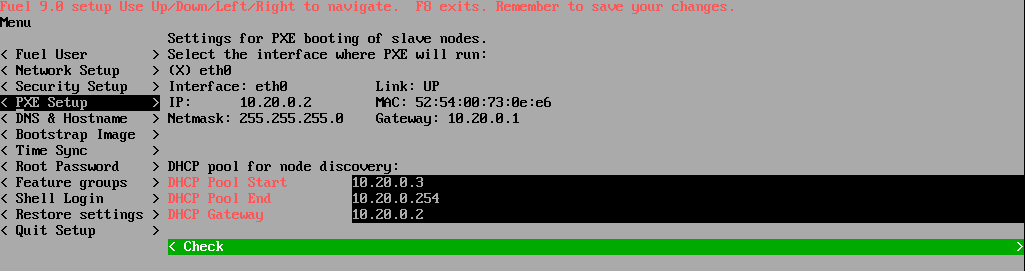 Fuel 9.0 setup Use Up/Down/Left/Right to navigate.  F8 exits. Remember to save your changes.
Menu
Settings for PXE booting of slave nodes.
< Fuel User > Select the interface where PXE will run:
< Network Setup > (X) eth0
< Security Setup > Interface: eth0 Link: UP
< PXE Setup > IP: 10.20.0.2 MAC: 52:54:00:73:0e:e6
< DNS & Hostname > Netmask: 255.255.255.0 Gateway: 10.20.0.1
< Bootstrap Image >
< Time Sync >
< Root Password > DHCP pool for node discovery:
< Feature groups > DHCP Pool Start 10.20.0.3
< Shell Login > DHCP Pool End 10.20.0.254
< Restore settings > DHCP Gateway 10.20.0.2
< Quit Setup >
< Check >